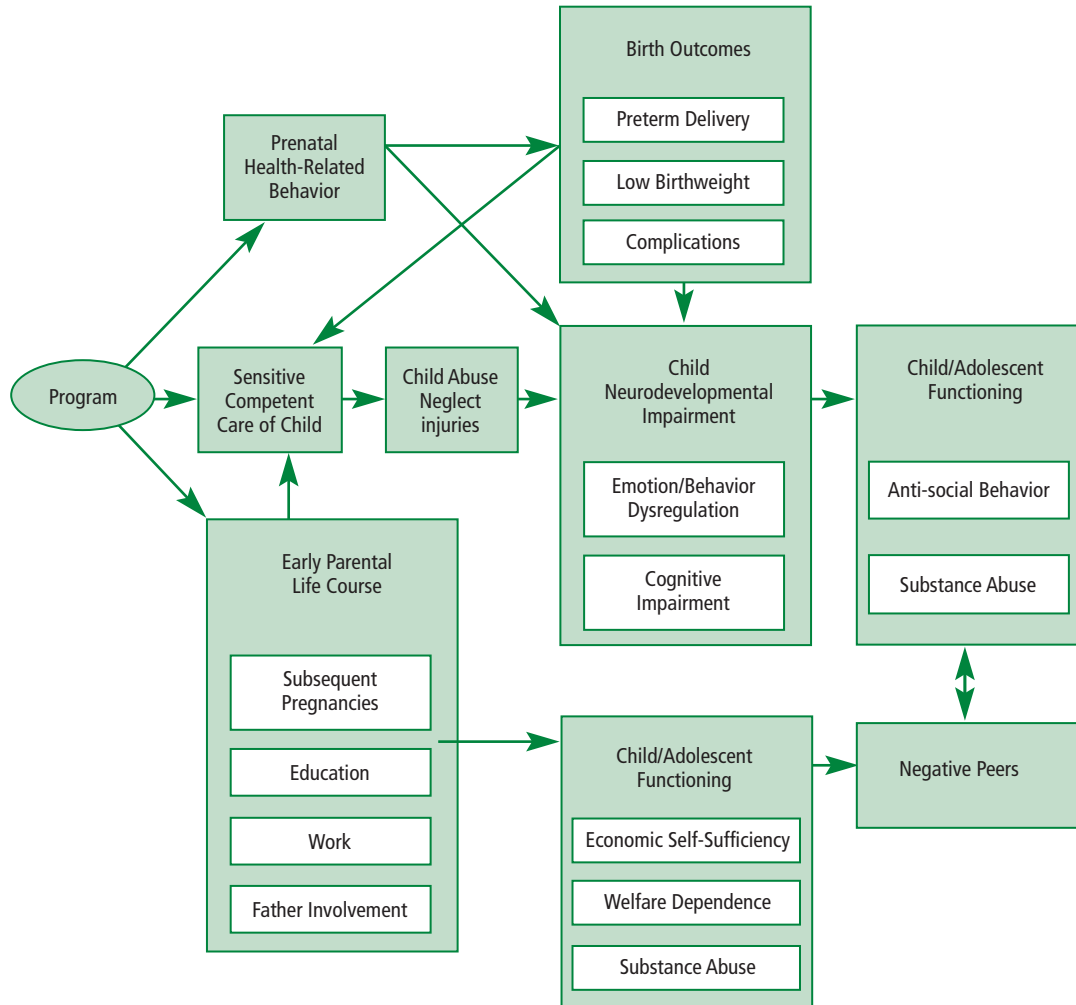 Birth Outcomes
Preterm Delivery
Low Birthweight
Complications
Prenatal
Health-Related
Behavior
Program
Sensitive
Competent
Care of Child
Child Abuse
Neglect
injuries
Child
Neurodevelopmental
Impairment
Emotion/Behavior
Dysregulation
Cognitive
Impairment
Child/Adolescent
Functioning
Anti-social Behavior
Substance Abuse
Early Parental
Life Course
Subsequent
Pregnancies
Education
Work
Father Involvement
Child/Adolescent
Functioning
Economic Self-Sufficiency
Welfare Dependence
Substance Abuse
Negative Peers